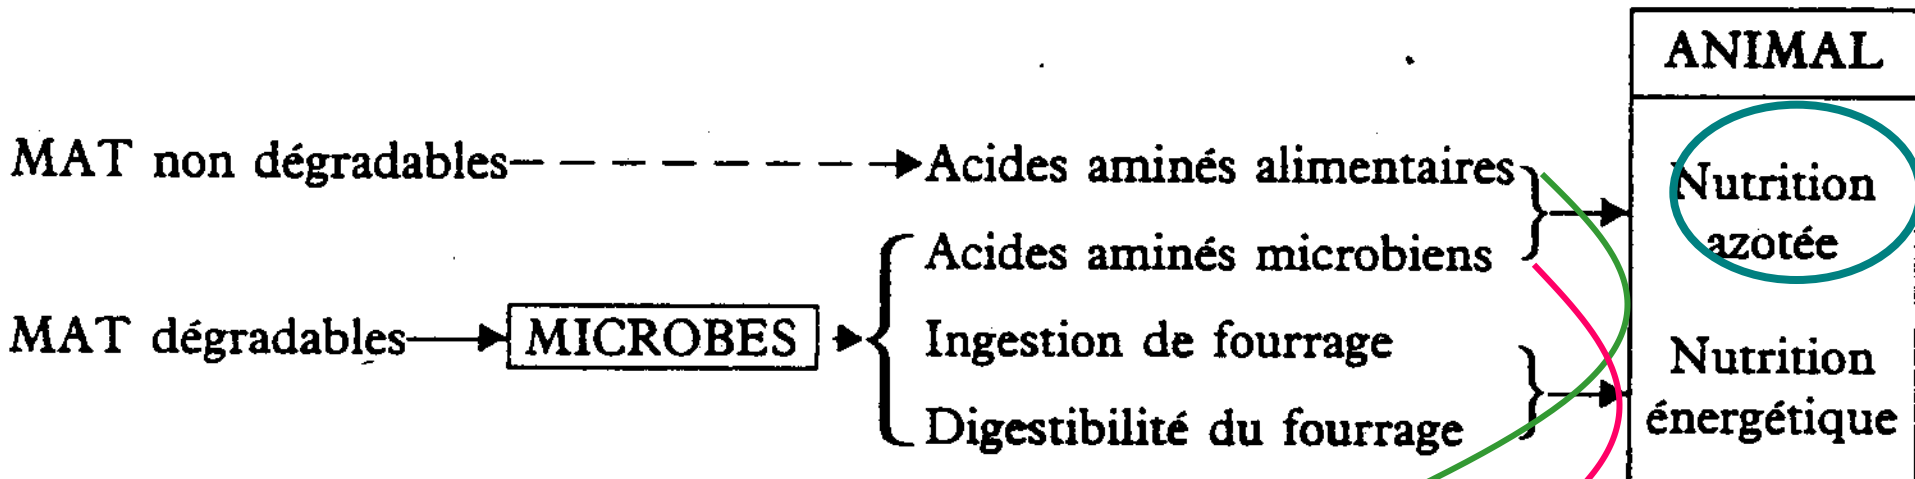 ANIMAL
MAT non dégradables
Acides aminés alimentaires
Nutrition
azotée
Acides aminés microbiens
MAT dégradables
MICROBES
Ingestion de fourrage
Nutrition
énergétique
Digestibilité du fourrage